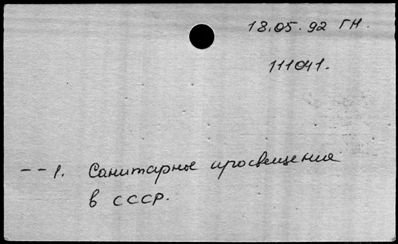 18.05.92 ГН.
111041.
--1. Санитарные просвещение
в СССР.